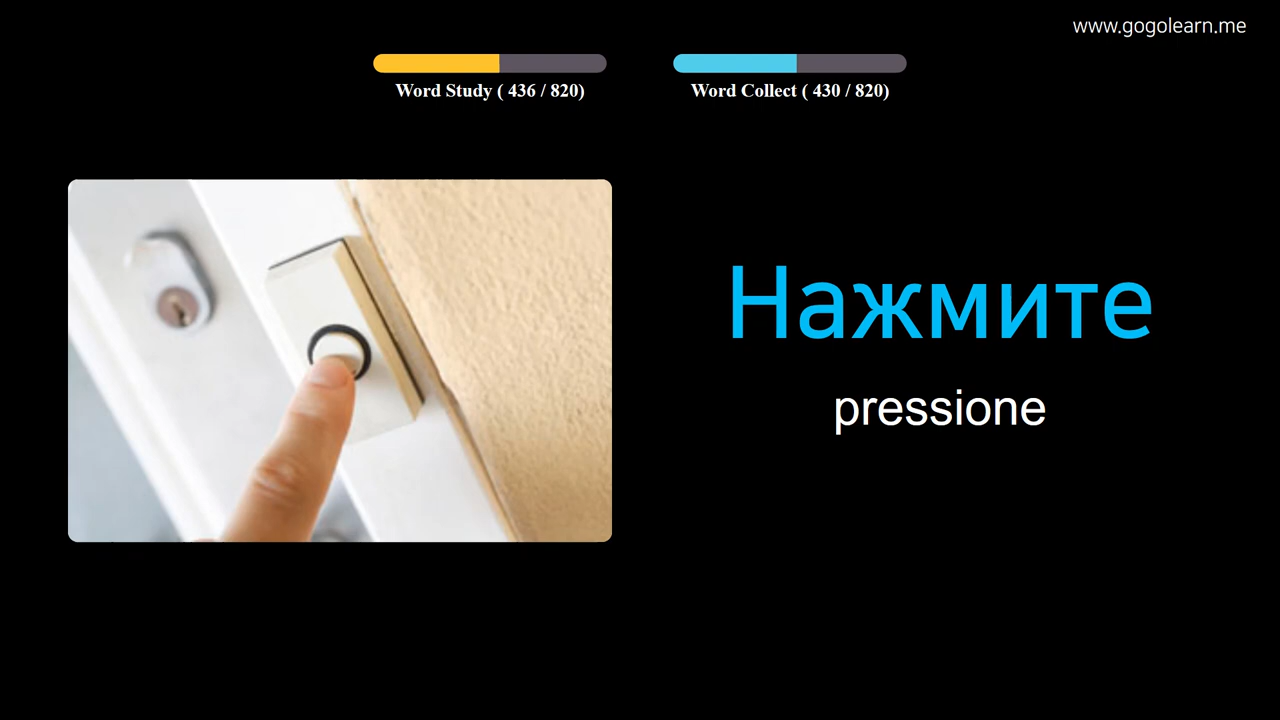 www.gogolearn.me
Word Study ( 436 / 820)
Word Collect ( 430 / 820)
Нажмите
pressione